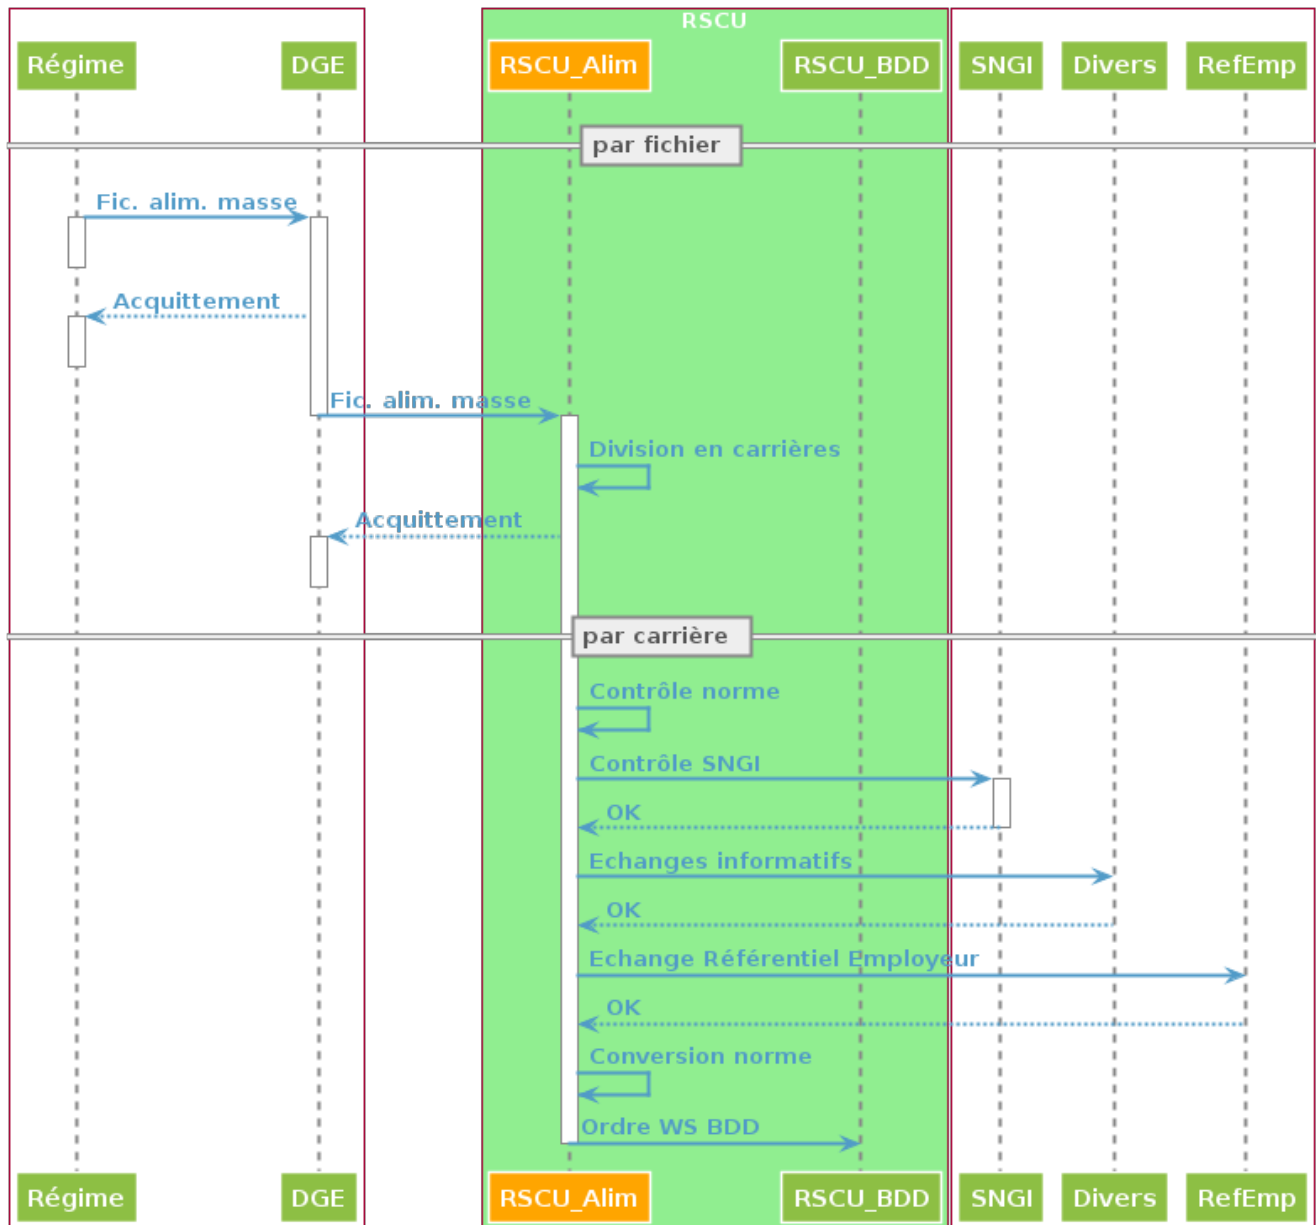 RSCU
Régime DGE RSCU_Alim RSCU_BDD SNGI Divers RefEmp
par fichier
Fic. alim. masse
Acquittement
Fic. alim. masse
Division en carrières
Acquittement
par carrière
Contrôle norme
Contrôle SNGI
OK
Echanges informatifs
OK
Echange Référentiel Employeur
OK
Conversion norme
Ordre WS BDD
Régime DGE RSCU_Alim RSCU_BDD SNGI Divers RefEmp